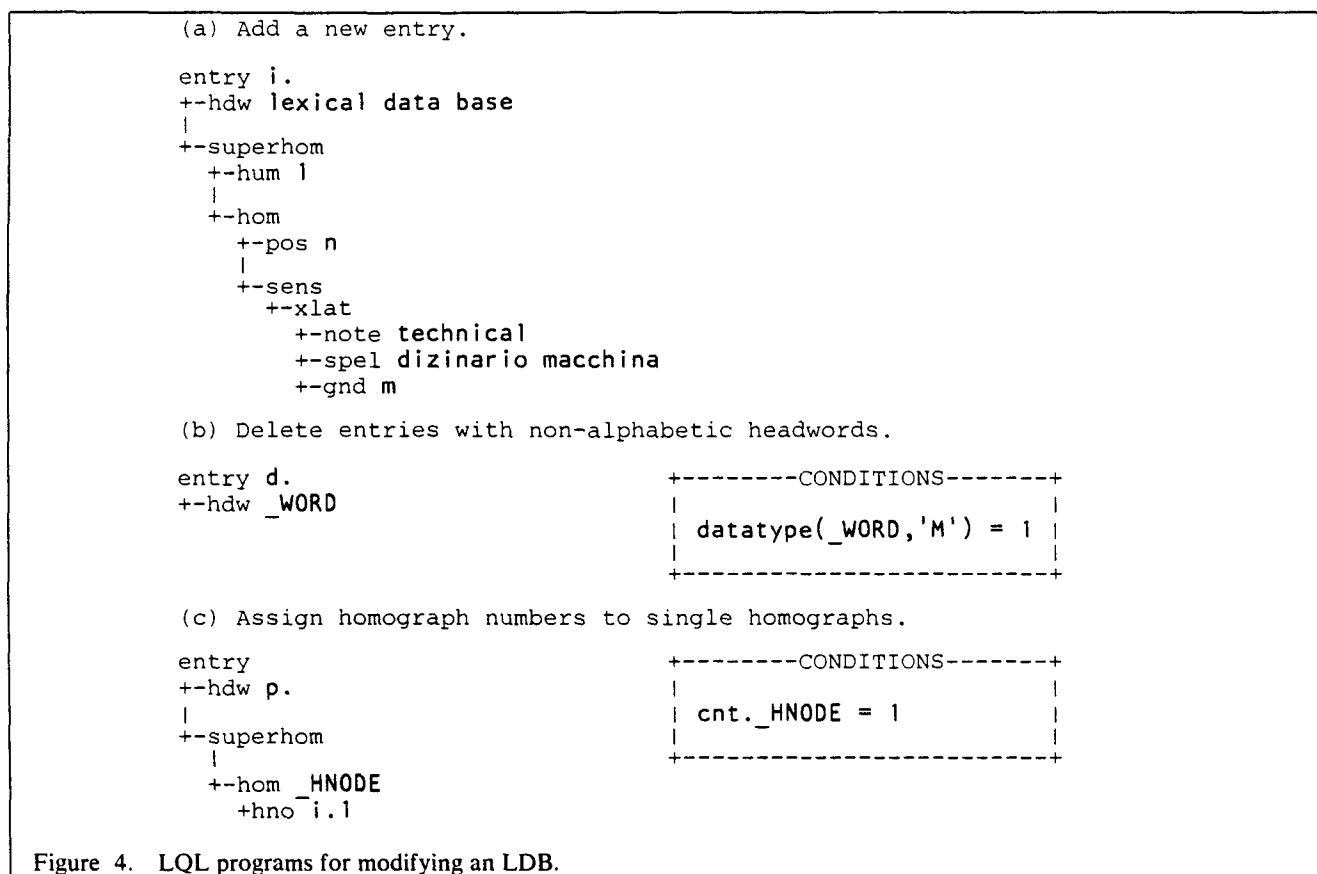 (a) Add a new entry.
entry i.
+-hdw lexical data base
|
+-superhom
+-hum 1
|
+-hom
+-pos n
|
+-sens
+-xlat
+-note technical
+-spel dizinario macchina
+-gnd m
(b) Delete entries with non-alphabetic headwords.
entry d.
+-hdw _WORD
+--------CONDITIONS-------+
| |
| datatype(_WORD,'M') = 1 |
| |
+-------------------------+
(c) Assign homograph numbers to single homographs.
entry
+-hdw p.
|
+-superhom
|
+-hom _HNODE
+hno i.1
+--------CONDITIONS-------+
| |
| cnt._HNODE = 1 |
| |
+-------------------------+
Figure 4. LQL programs for modifying an LDB.